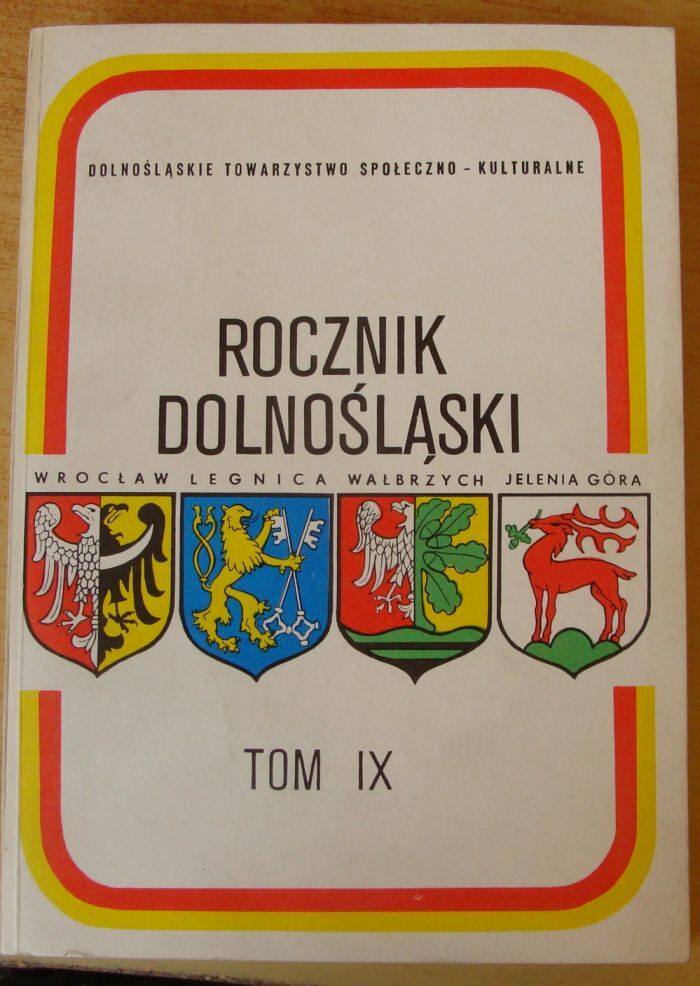 DOLNOŚLĄSKIE TOWARZYSTWO SPOŁECZNO - KULTURALNE
ROCZNIK
DOLNOŚLĄSKI
WROCŁAW LEGNICA WAŁBRZYCH JELENIA GÓRA
TOM IX